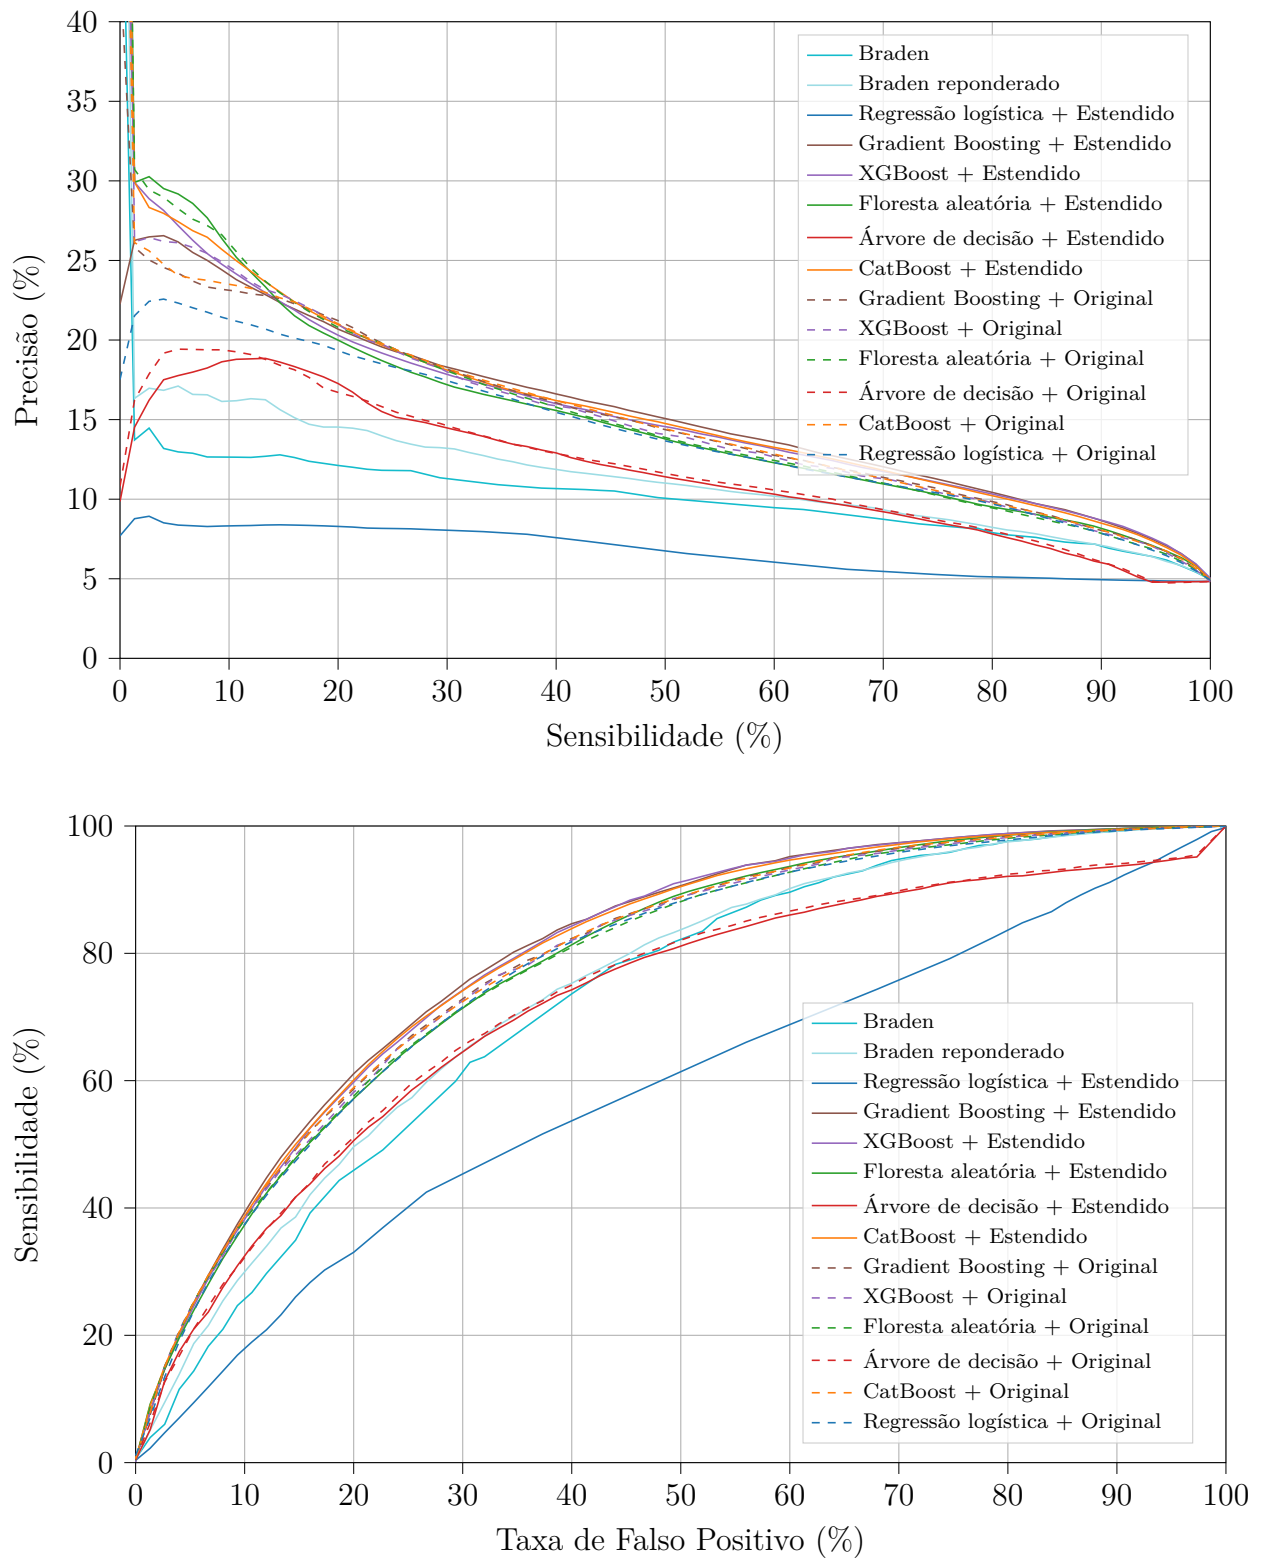 40
35
30
25
20
15
10
5
0
Precisão (%)
Braden
Braden reponderado
Regressão logística + Estendido
Gradient Boosting + Estendido
XGBoost + Estendido
Floresta aleatória + Estendido
Árvore de decisão + Estendido
CatBoost + Estendido
Gradient Boosting + Original
XGBoost + Original
Floresta aleatória + Original
Árvore de decisão + Original
CatBoost + Original
Regressão logística + Original
0 10 20 30 40 50 60 70 80 90 100
Sensibilidade (%)
100
80
60
40
20
0
Sensibilidade (%)
Braden
Braden reponderado
Regressão logística + Estendido
Gradient Boosting + Estendido
XGBoost + Estendido
Floresta aleatória + Estendido
Árvore de decisão + Estendido
CatBoost + Estendido
Gradient Boosting + Original
XGBoost + Original
Floresta aleatória + Original
Árvore de decisão + Original
CatBoost + Original
Regressão logística + Original
0 10 20 30 40 50 60 70 80 90 100
Taxa de Falso Positivo (%)